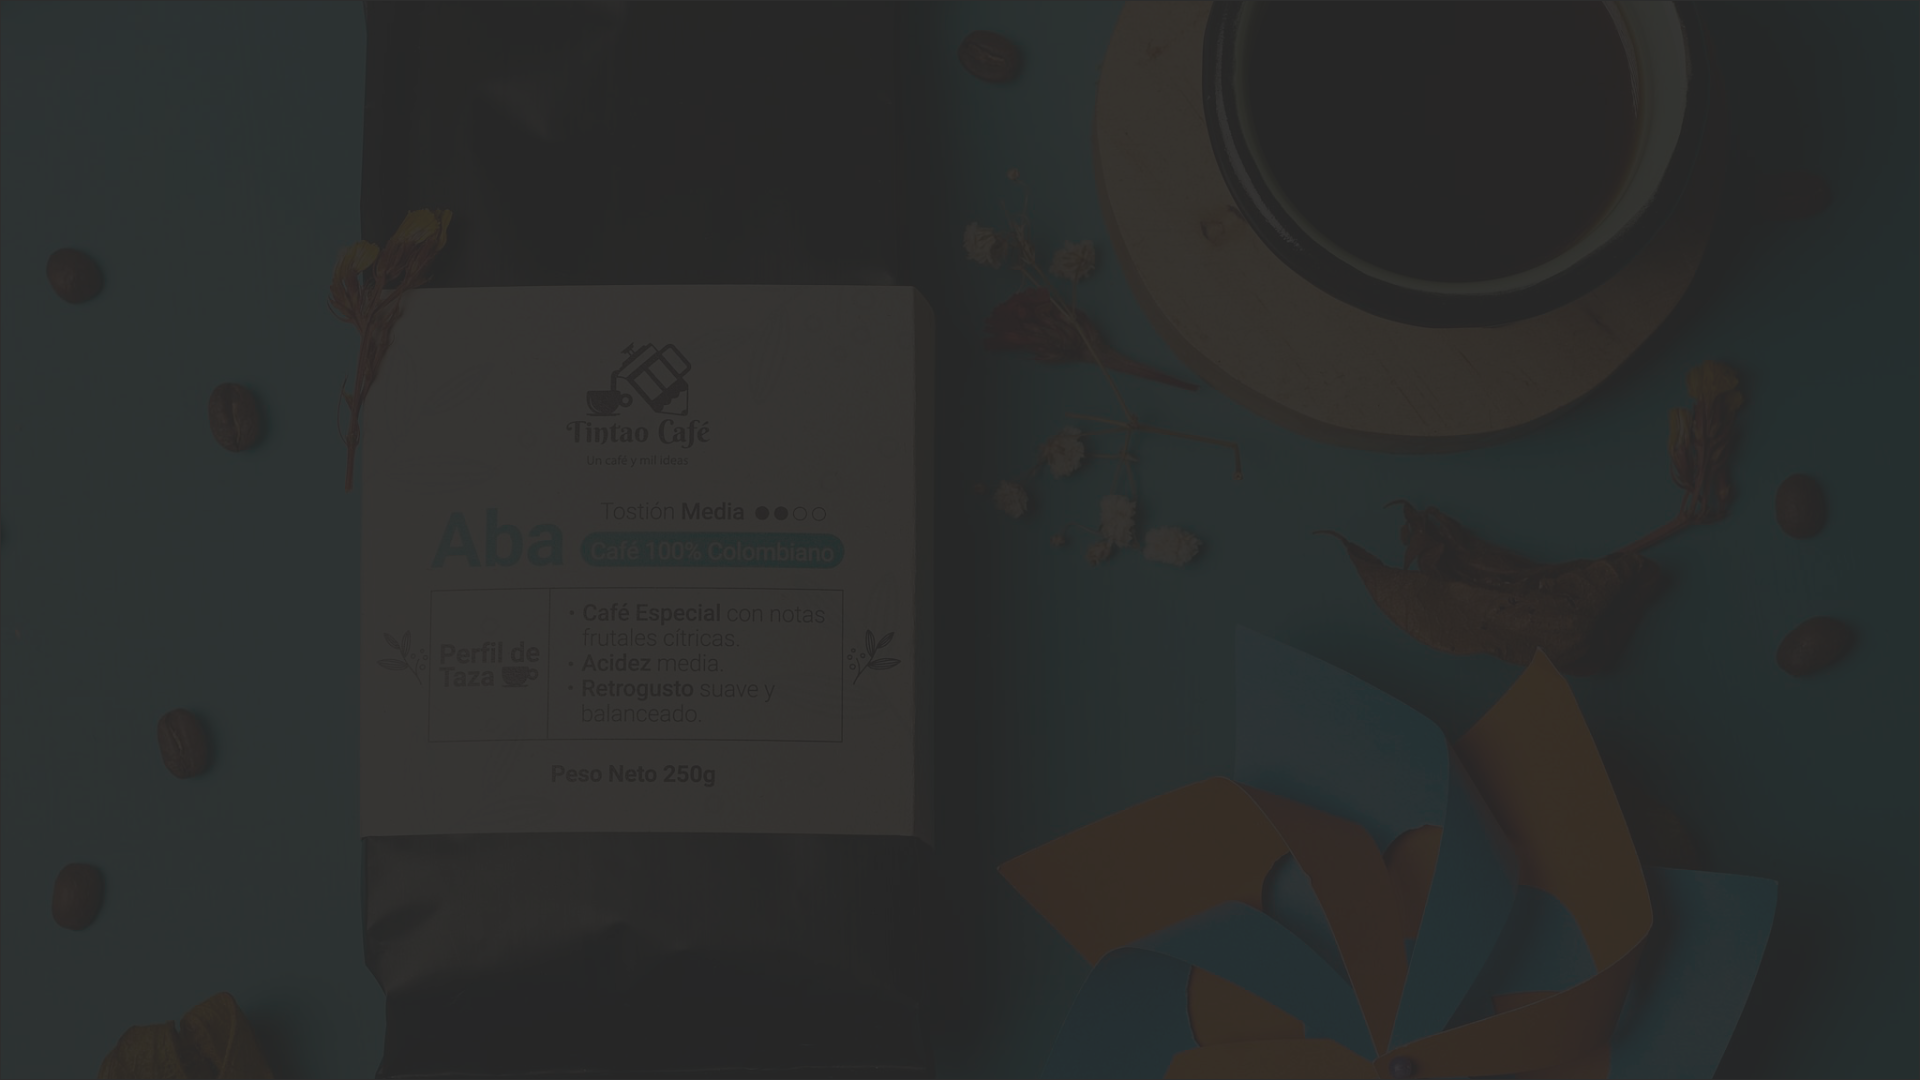 Tintao Café
Un café y mil ideas
Tostión Media
Aba
Café 100% Colombiano
Perfil de
Taza
• Café Especial con notas
frutales cítricas.
• Acidez media.
• Retrogusto suave y
balanceado.
Peso Neto 250g